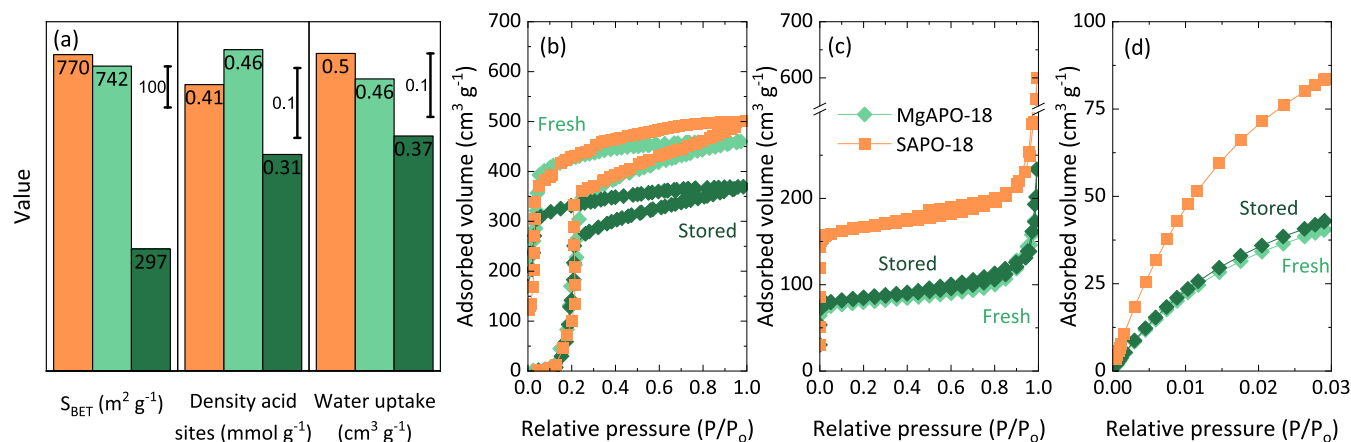 (a)
770
742
297
100
0.41
0.46
0.31
0.1
0.5
0.46
0.37
0.1
Value
S_BET (m² g⁻¹)
Density acid
sites (mmol g⁻¹)
Water uptake
(cm³ g⁻¹)
(b)
Fresh
Stored
700
600
500
400
300
200
100
0
0.0 0.2 0.4 0.6 0.8 1.0
Adsorbed volume (cm³ g⁻¹)
Relative pressure (P/P₀)
(c)
MgAPO-18
SAPO-18
Stored
Fresh
700
600
200
100
0
0.0 0.2 0.4 0.6 0.8 1.0
Adsorbed volume (cm³ g⁻¹)
Relative pressure (P/P₀)
(d)
Stored
Fresh
100
75
50
25
0
0.00 0.01 0.02 0.03
Adsorbed volume (cm³ g⁻¹)
Relative pressure (P/P₀)